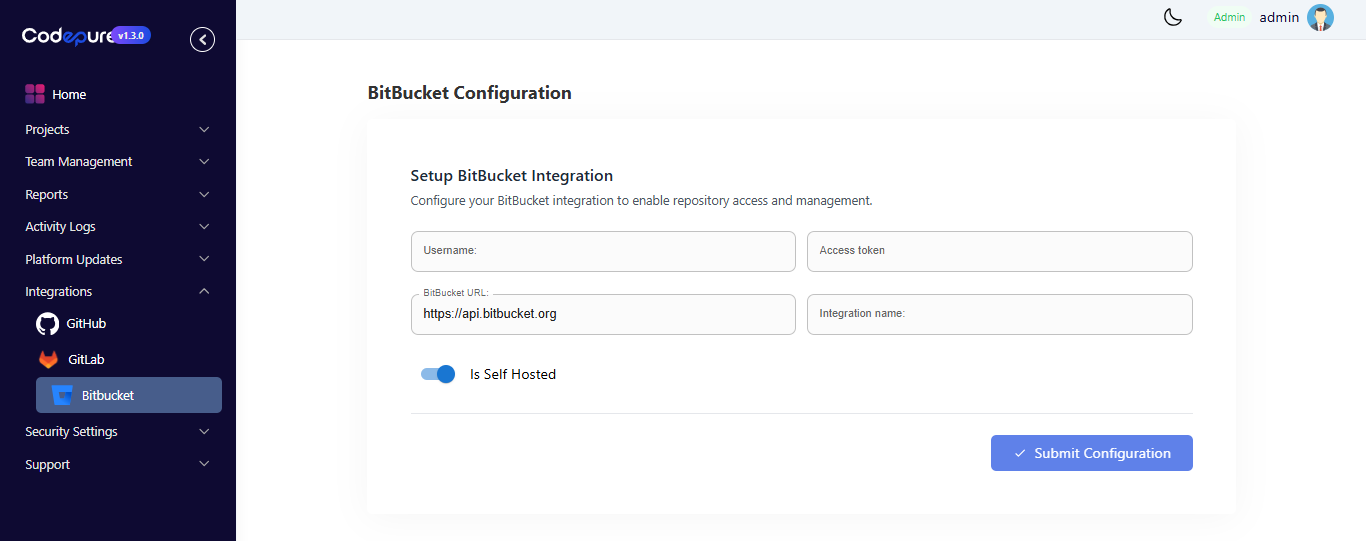 Codepure v1.3.0
Admin admin
Home
Projects
Team Management
Reports
Activity Logs
Platform Updates
Integrations
GitHub
GitLab
Bitbucket
Security Settings
Support
BitBucket Configuration
Setup BitBucket Integration
Configure your BitBucket integration to enable repository access and management.
Username: Access token
BitBucket URL:
https://api.bitbucket.org Integration name:
Is Self Hosted
Submit Configuration